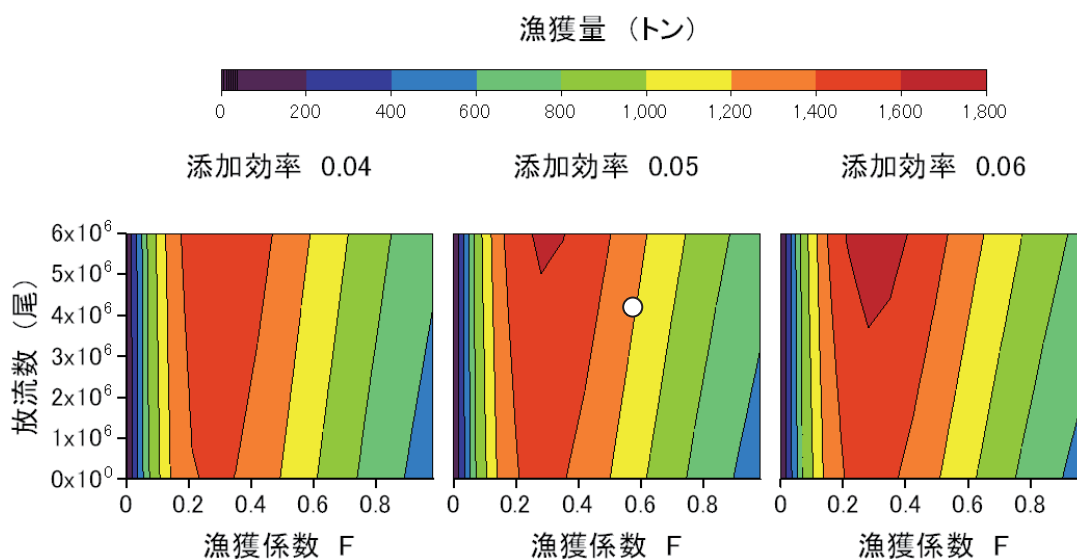 漁獲量 (トン)
0 200 400 600 800 1,000 1,200 1,400 1,600 1,800
添加効率 0.04 添加効率 0.05 添加効率 0.06
放流数 (尾)
6x10⁶
5x10⁶
4x10⁶
3x10⁶
2x10⁶
1x10⁶
0x10⁰
0 0.2 0.4 0.6 0.8 0 0.2 0.4 0.6 0.8 0 0.2 0.4 0.6 0.8
漁獲係数 F 漁獲係数 F 漁獲係数 F